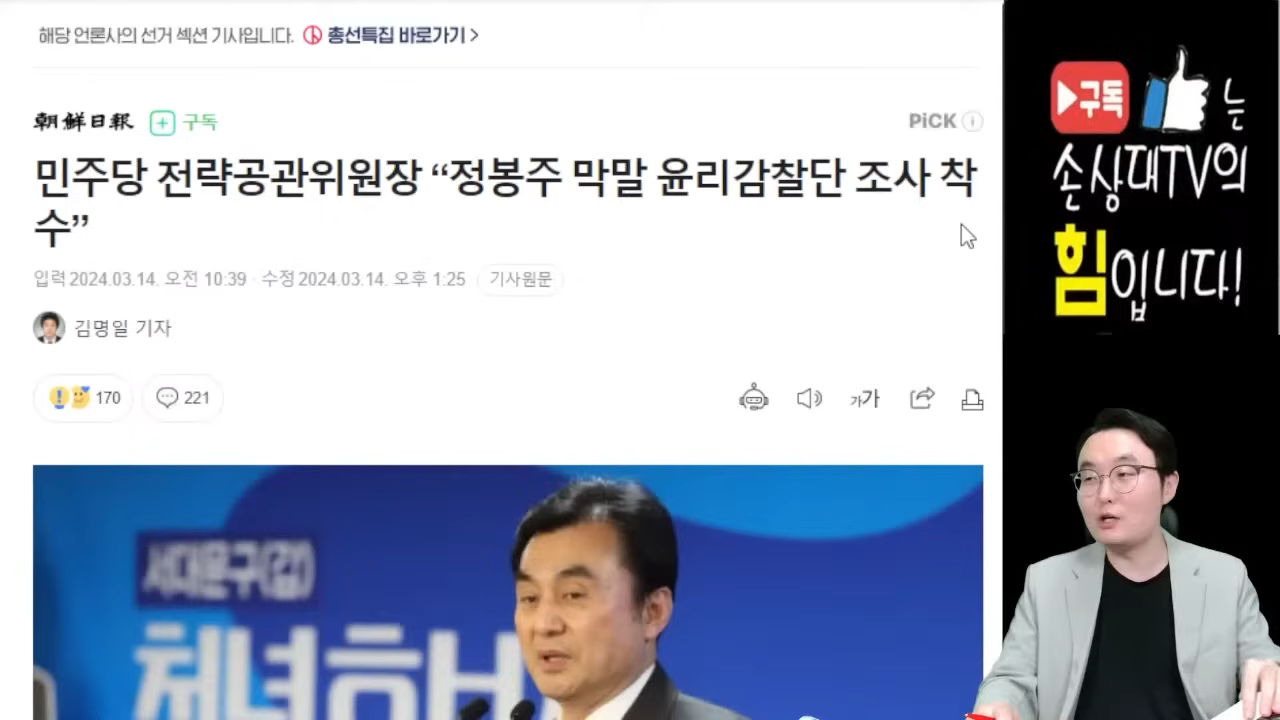 해당 언론사의 선거 섹션 기사입니다. 총선특집 바로가기 >
朝鮮日報 + 구독
PiCK i
민주당 전략공관위원장 “정봉주 막말 윤리감찰단 조사 착
수”
입력 2024.03.14. 오전 10:39 · 수정 2024.03.14. 오후 1:25 기사원문
김명일 기자
170 221
가가
서대문구(갑)
구독 는
손상대TV의
힘입니다!